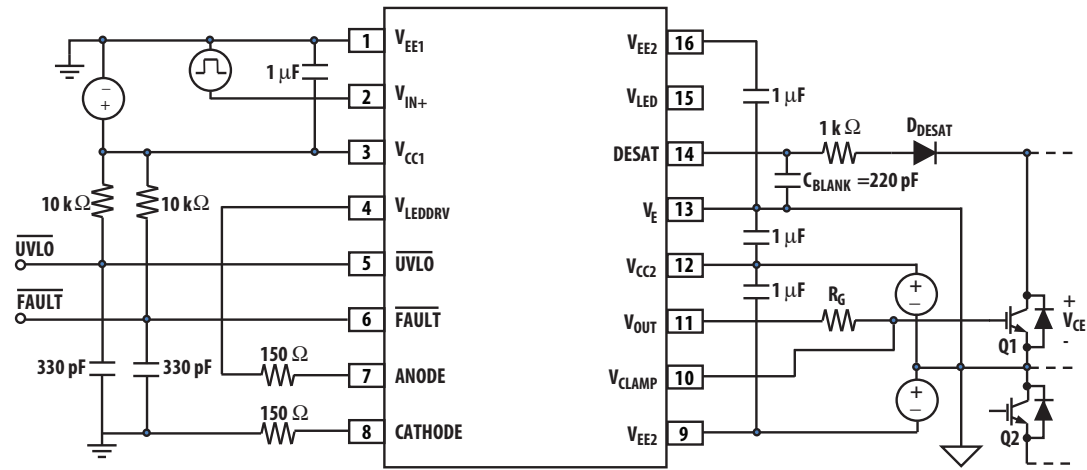 1 V_EE1
2 V_IN+
3 V_CC1
4 V_LEDDRV
5 UVLO
6 FAULT
7 ANODE
8 CATHODE
V_EE2 16
V_LED 15
DESAT 14
V_E 13
V_CC2 12
V_OUT 11
V_CLAMP 10
V_EE2 9
1 μF
-
+
10 kΩ
10 kΩ
UVLO
FAULT
330 pF
330 pF
150 Ω
150 Ω
1 μF
1 kΩ
D_DESAT
C_BLANK =220 pF
1 μF
1 μF
R_G
+
–
+
–
Q1
+
V_CE
-
Q2